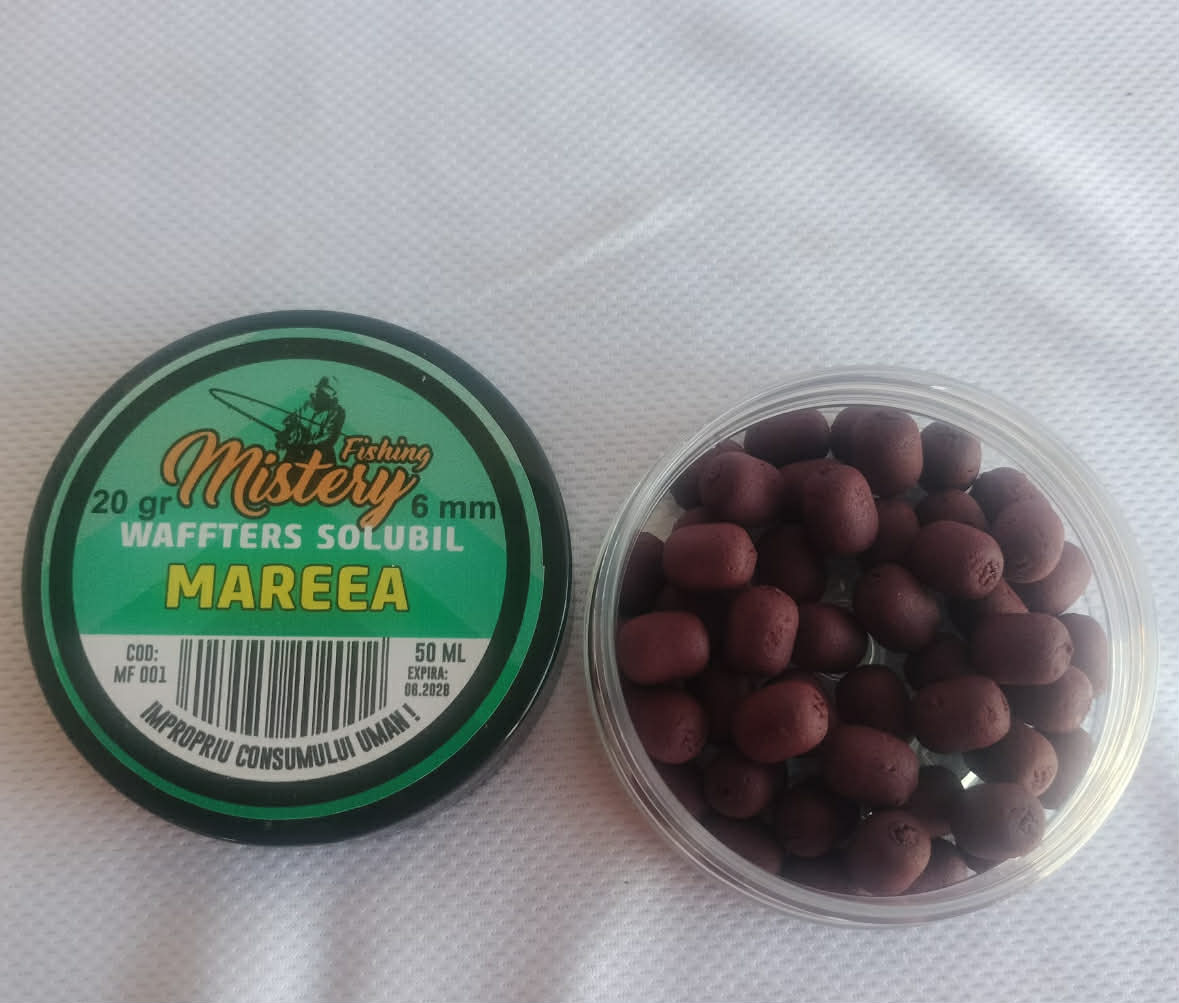 Fishing
Mistery
20 gr 6 mm
WAFFTERS SOLUBIL
MAREEA
COD:
MF 001
50 ML
EXPIRA:
06.2028
IMPROPRIU CONSUMULUI UMAN !